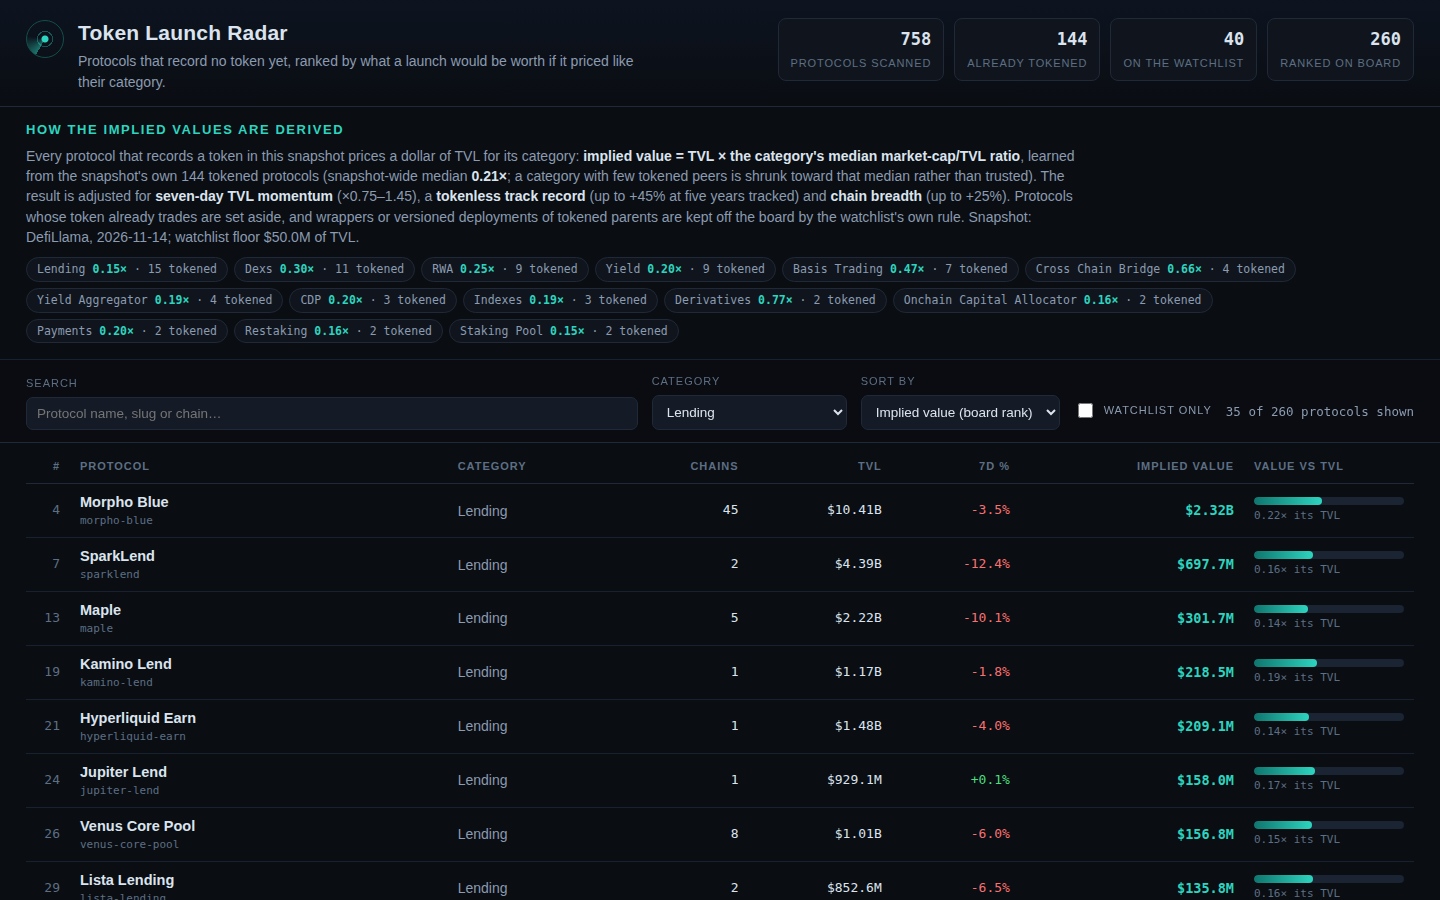 Token Launch Radar
Protocols that record no token yet, ranked by what a launch would be worth if it priced like
their category.
758
PROTOCOLS SCANNED
144
ALREADY TOKENED
40
ON THE WATCHLIST
260
RANKED ON BOARD
HOW THE IMPLIED VALUES ARE DERIVED
Every protocol that records a token in this snapshot prices a dollar of TVL for its category: implied value = TVL × the category's median market-cap/TVL ratio, learned
from the snapshot's own 144 tokened protocols (snapshot-wide median 0.21×; a category with few tokened peers is shrunk toward that median rather than trusted). The
result is adjusted for seven-day TVL momentum (×0.75–1.45), a tokenless track record (up to +45% at five years tracked) and chain breadth (up to +25%). Protocols
whose token already trades are set aside, and wrappers or versioned deployments of tokened parents are kept off the board by the watchlist's own rule. Snapshot:
DefiLlama, 2026-11-14; watchlist floor $50.0M of TVL.
Lending 0.15× · 15 tokened
Dexs 0.30× · 11 tokened
RWA 0.25× · 9 tokened
Yield 0.20× · 9 tokened
Basis Trading 0.47× · 7 tokened
Cross Chain Bridge 0.66× · 4 tokened
Yield Aggregator 0.19× · 4 tokened
CDP 0.20× · 3 tokened
Indexes 0.19× · 3 tokened
Derivatives 0.77× · 2 tokened
Onchain Capital Allocator 0.16× · 2 tokened
Payments 0.20× · 2 tokened
Restaking 0.16× · 2 tokened
Staking Pool 0.15× · 2 tokened
SEARCH
Protocol name, slug or chain…
CATEGORY
Lending
SORT BY
Implied value (board rank)
WATCHLIST ONLY
35 of 260 protocols shown
# PROTOCOL CATEGORY CHAINS TVL 7D % IMPLIED VALUE VALUE VS TVL
4 Morpho Blue Lending 45 $10.41B -3.5% $2.32B
morpho-blue 0.22× its TVL
7 SparkLend Lending 2 $4.39B -12.4% $697.7M
sparklend 0.16× its TVL
13 Maple Lending 5 $2.22B -10.1% $301.7M
maple 0.14× its TVL
19 Kamino Lend Lending 1 $1.17B -1.8% $218.5M
kamino-lend 0.19× its TVL
21 Hyperliquid Earn Lending 1 $1.48B -4.0% $209.1M
hyperliquid-earn 0.14× its TVL
24 Jupiter Lend Lending 1 $929.1M +0.1% $158.0M
jupiter-lend 0.17× its TVL
26 Venus Core Pool Lending 8 $1.01B -6.0% $156.8M
venus-core-pool 0.15× its TVL
29 Lista Lending Lending 2 $852.6M -6.5% $135.8M
lista-lending 0.16× its TVL